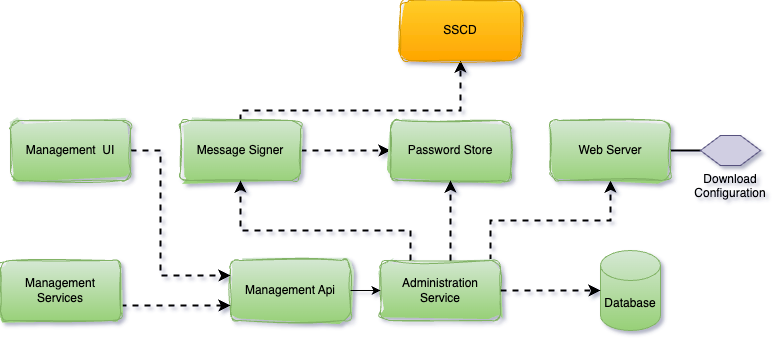 SSCD
Management UI
Message Signer
Password Store
Web Server
Download
Configuration
Management
Services
Management Api
Administration
Service
Database